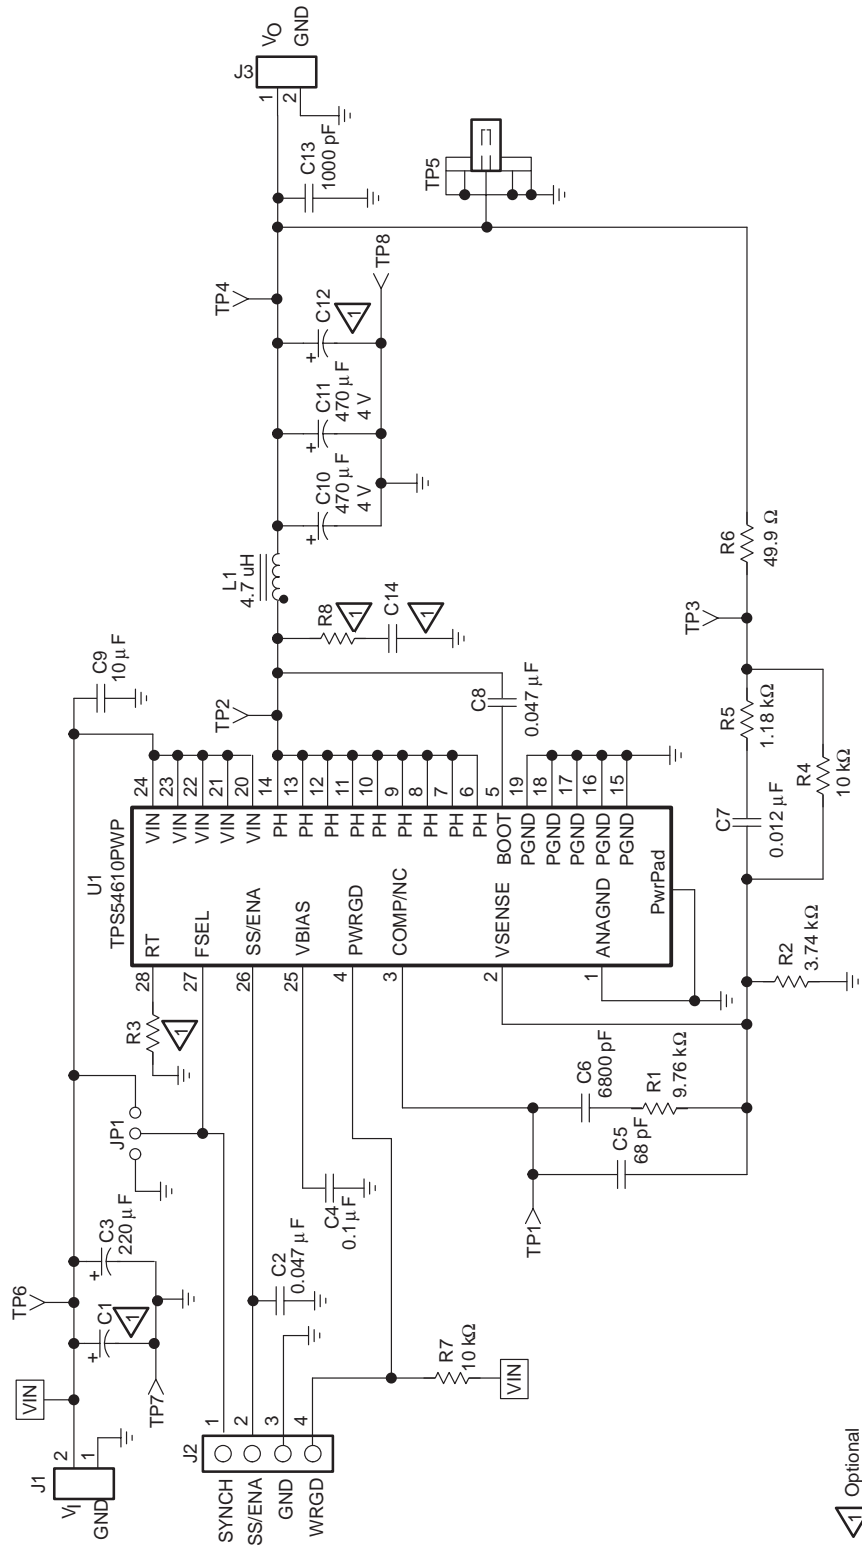 J1
VI
GND
2
1
VIN
TP7
TP6
+
C1
1
+
C3
220 µF
JP1
R3
1
U1
TPS54610PWP
28
RT
27
FSEL
26
SS/ENA
25
VBIAS
4
PWRGD
3
COMP/NC
2
VSENSE
1
ANAGND
PwrPad
VIN
24
VIN
23
VIN
22
VIN
21
VIN
20
PH
14
PH
13
PH
12
PH
11
PH
10
PH
9
PH
8
PH
7
PH
6
BOOT
5
PGND
19
PGND
18
PGND
17
PGND
16
PGND
15
C9
10 µF
TP2
R8
1
C14
1
C8
0.047 µF
L1
4.7 uH
+
C10
470 µF
4 V
+
C11
470 µF
4 V
+
C12
1
TP4
TP8
C13
1000 pF
J3
1
2
VO
GND
TP5
J2
SYNCH
1
SS/ENA
2
GND
3
WRGD
4
C2
0.047 µF
C4
0.1 µF
R7
10 kΩ
VIN
TP1
C5
68 pF
C6
6800 pF
R1
9.76 kΩ
R2
3.74 kΩ
C7
0.012 µF
R5
1.18 kΩ
R4
10 kΩ
TP3
R6
49.9 Ω
1 Optional